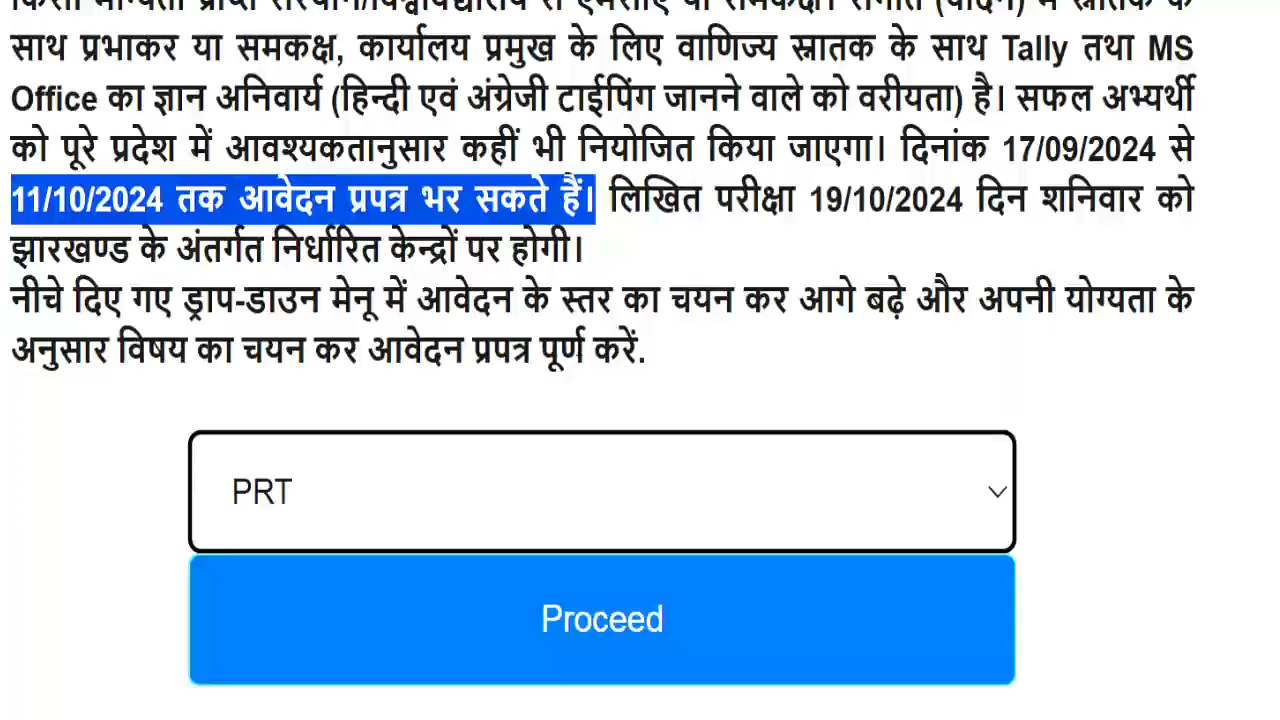 साथ प्रभाकर या समकक्ष, कार्यालय प्रमुख के लिए वाणिज्य स्नातक के साथ Tally तथा MS
Office का ज्ञान अनिवार्य (हिन्दी एवं अंग्रेजी टाईपिंग जानने वाले को वरीयता) है। सफल अभ्यर्थी
को पूरे प्रदेश में आवश्यकतानुसार कहीं भी नियोजित किया जाएगा। दिनांक 17/09/2024 से
11/10/2024 तक आवेदन प्रपत्र भर सकते हैं। लिखित परीक्षा 19/10/2024 दिन शनिवार को
झारखण्ड के अंतर्गत निर्धारित केन्द्रों पर होगी।
नीचे दिए गए ड्राप-डाउन मेनू में आवेदन के स्तर का चयन कर आगे बढ़े और अपनी योग्यता के
अनुसार विषय का चयन कर आवेदन प्रपत्र पूर्ण करें.
PRT
Proceed